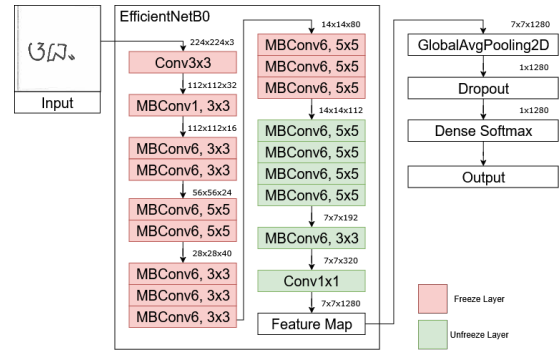 EfficientNetB0
Input
224x224x3
Conv3x3
112x112x32
MBConv1, 3x3
112x112x16
MBConv6, 3x3
MBConv6, 3x3
56x56x24
MBConv6, 5x5
MBConv6, 5x5
28x28x40
MBConv6, 3x3
MBConv6, 3x3
MBConv6, 3x3
14x14x80
MBConv6, 5x5
MBConv6, 5x5
MBConv6, 5x5
14x14x112
MBConv6, 5x5
MBConv6, 5x5
MBConv6, 5x5
MBConv6, 5x5
7x7x192
MBConv6, 3x3
7x7x320
Conv1x1
7x7x1280
Feature Map
7x7x1280
GlobalAvgPooling2D
1x1280
Dropout
1x1280
Dense Softmax
Output
Freeze Layer
Unfreeze Layer